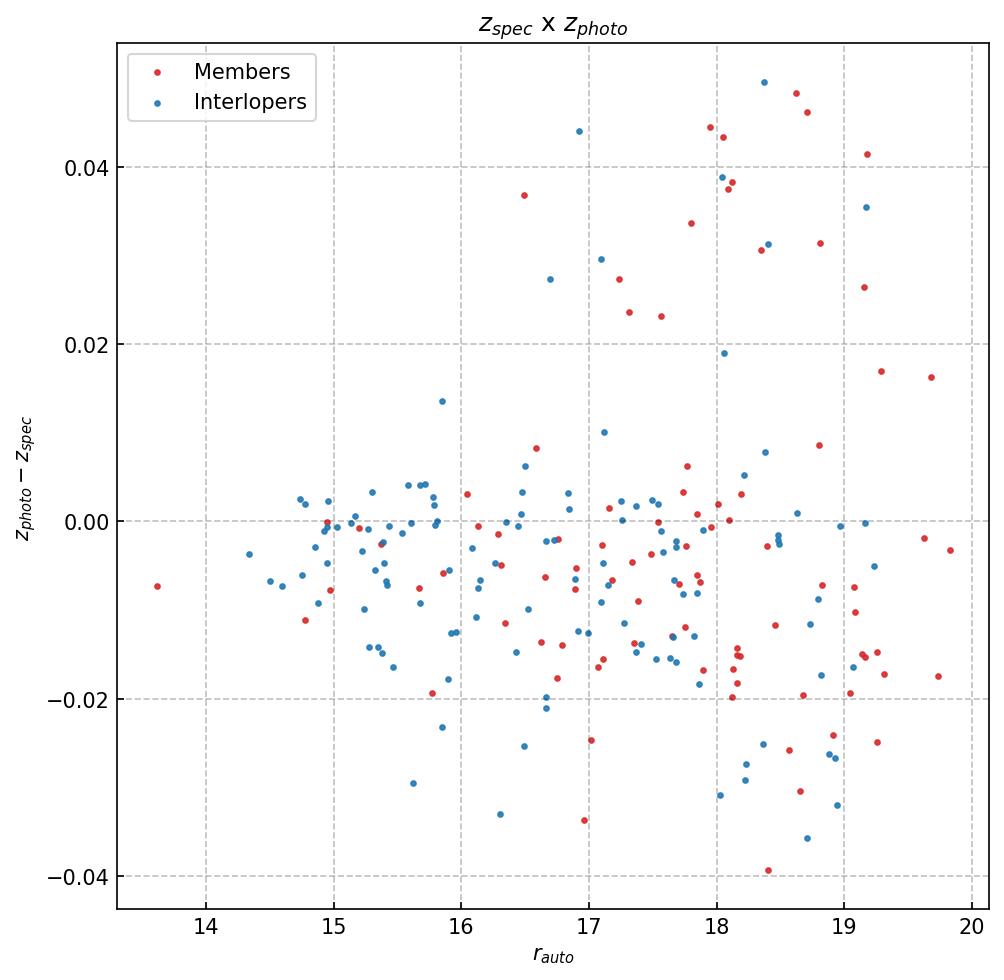 z_spec x z_photo
Members
Interlopers
z_photo − z_spec
0.04
0.02
0.00
−0.02
−0.04
14 15 16 17 18 19 20
r_auto